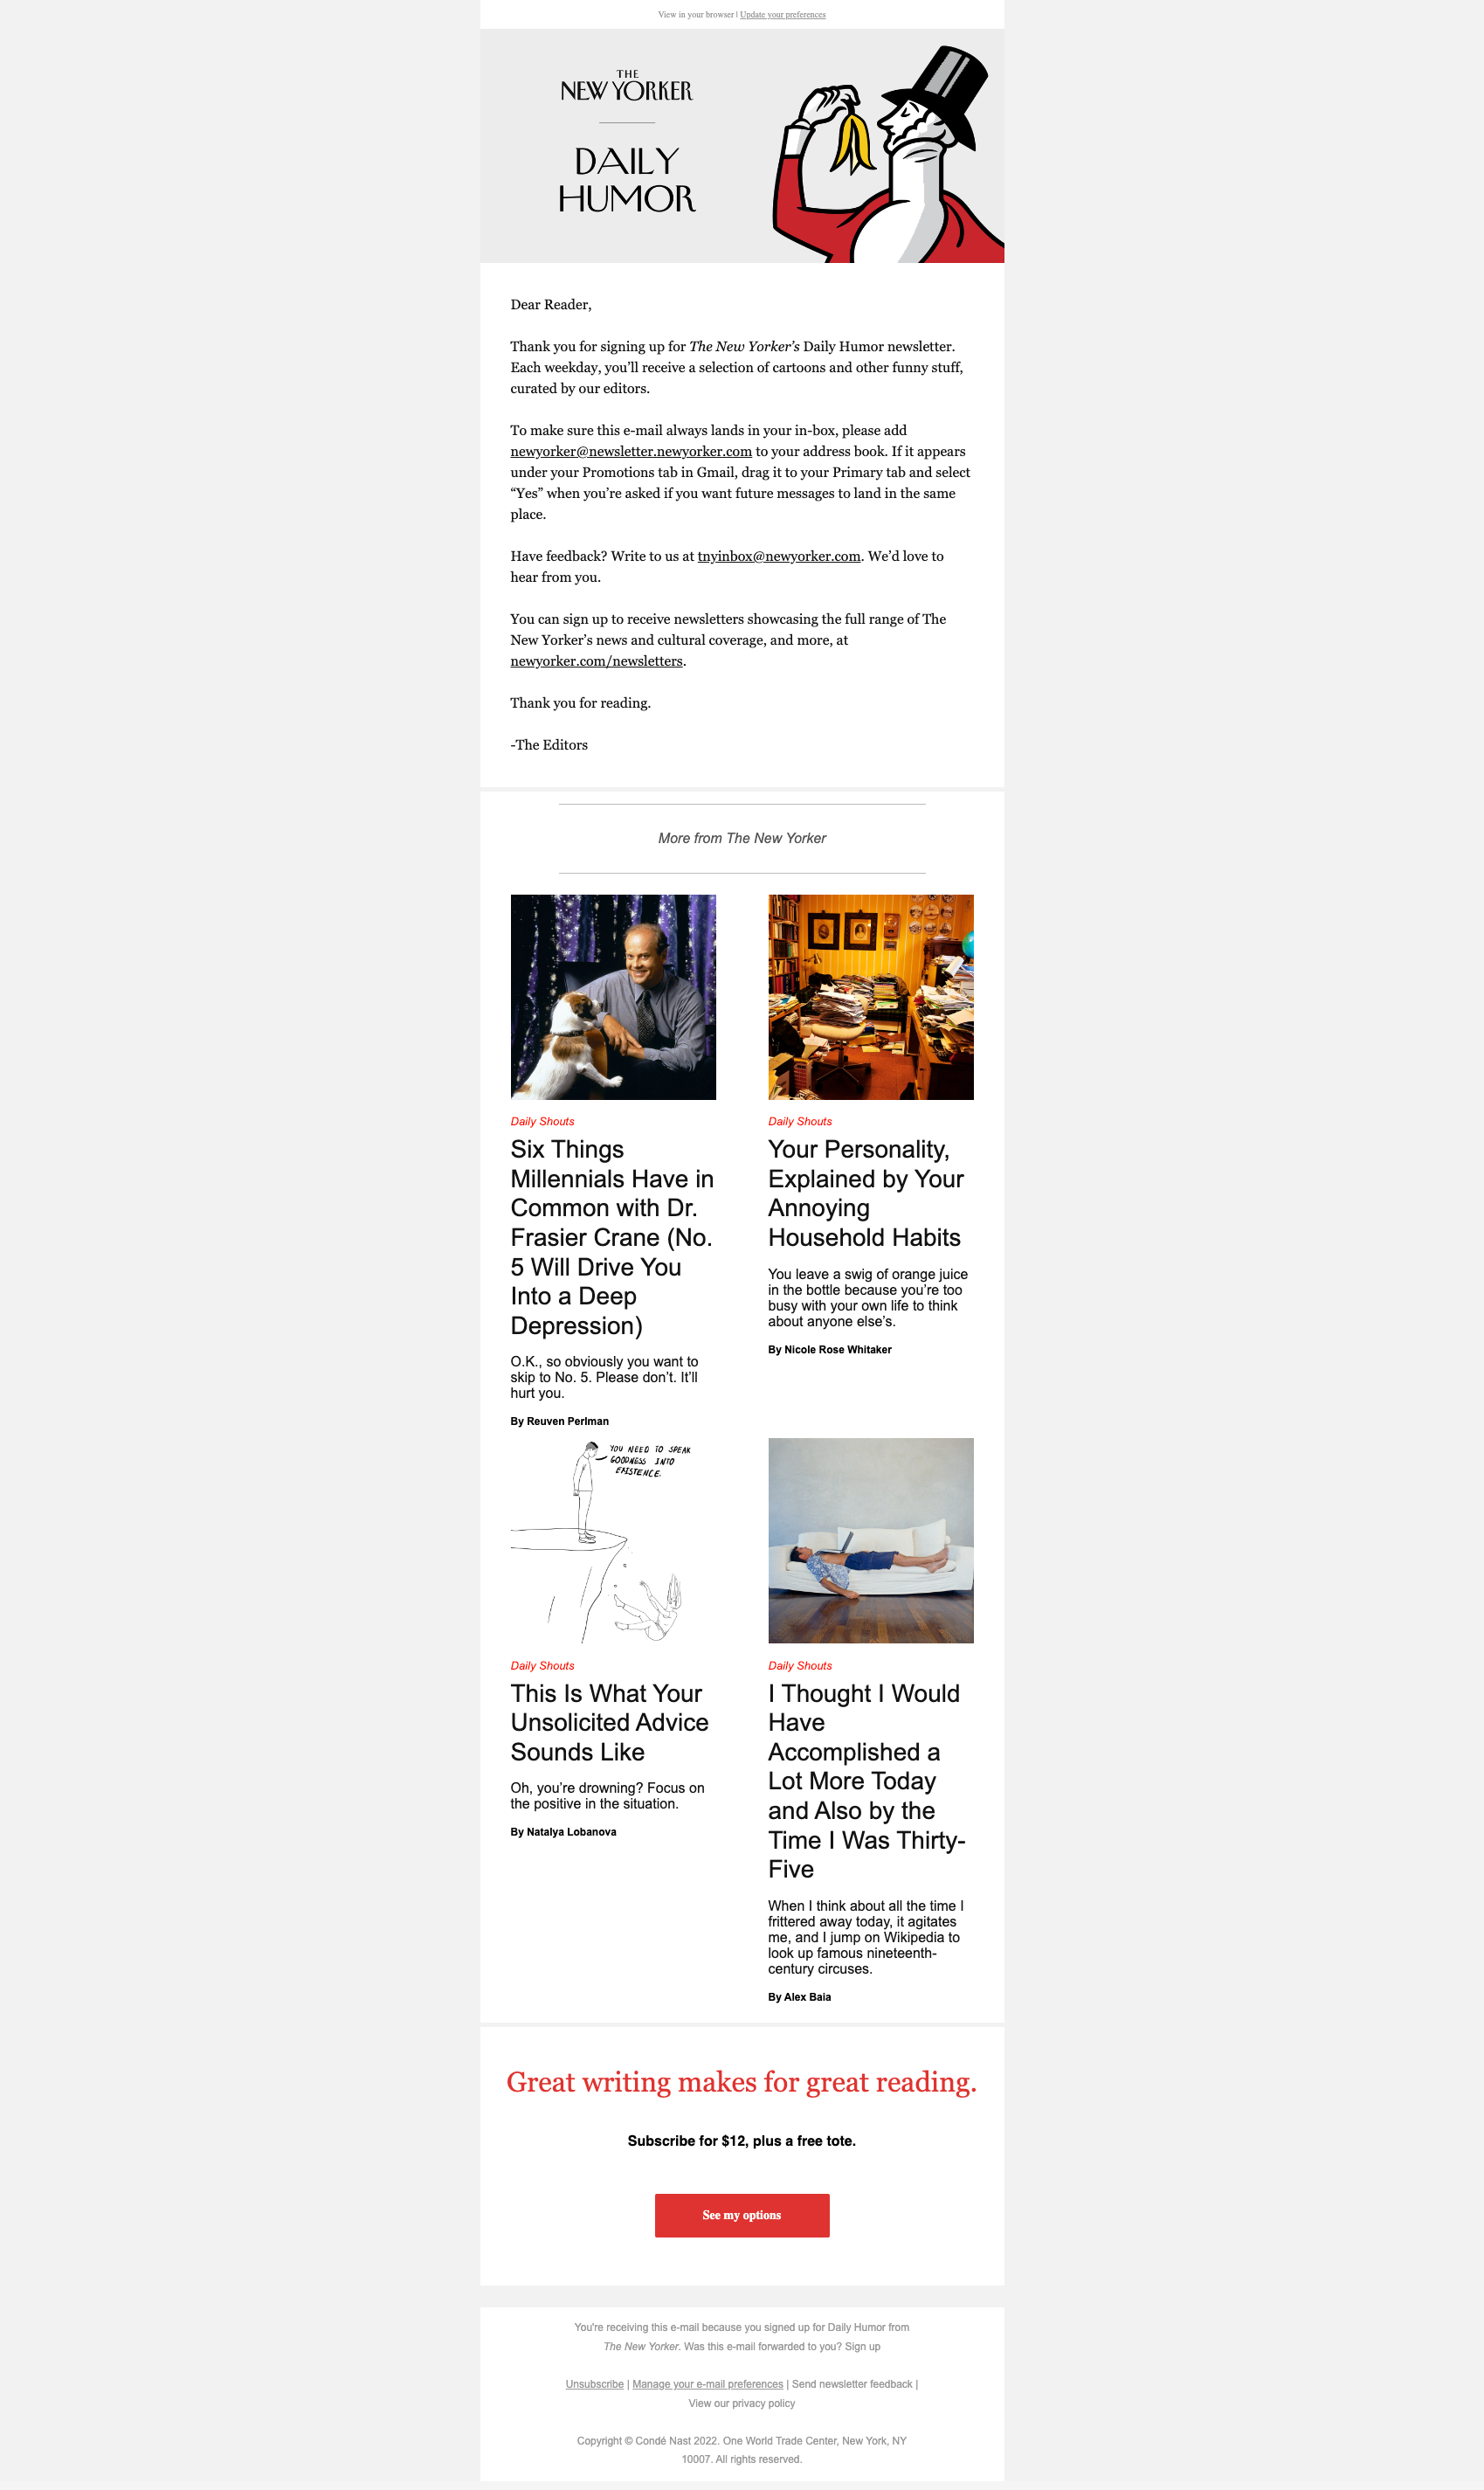 View in your browser | Update your preferences
THE
NEW YORKER
DAILY
HUMOR
Dear Reader,
Thank you for signing up for The New Yorker’s Daily Humor newsletter.
Each weekday, you’ll receive a selection of cartoons and other funny stuff,
curated by our editors.
To make sure this e-mail always lands in your in-box, please add
newyorker@newsletter.newyorker.com to your address book. If it appears
under your Promotions tab in Gmail, drag it to your Primary tab and select
“Yes” when you’re asked if you want future messages to land in the same
place.
Have feedback? Write to us at tnyinbox@newyorker.com. We’d love to
hear from you.
You can sign up to receive newsletters showcasing the full range of The
New Yorker’s news and cultural coverage, and more, at
newyorker.com/newsletters.
Thank you for reading.
-The Editors
More from The New Yorker
Daily Shouts
Six Things
Millennials Have in
Common with Dr.
Frasier Crane (No.
5 Will Drive You
Into a Deep
Depression)
O.K., so obviously you want to
skip to No. 5. Please don’t. It’ll
hurt you.
By Reuven Perlman
Daily Shouts
Your Personality,
Explained by Your
Annoying
Household Habits
You leave a swig of orange juice
in the bottle because you’re too
busy with your own life to think
about anyone else’s.
By Nicole Rose Whitaker
YOU NEED TO SPEAK
GOODNESS INTO
EXISTENCE.
Daily Shouts
This Is What Your
Unsolicited Advice
Sounds Like
Oh, you’re drowning? Focus on
the positive in the situation.
By Natalya Lobanova
Daily Shouts
I Thought I Would
Have
Accomplished a
Lot More Today
and Also by the
Time I Was Thirty-
Five
When I think about all the time I
frittered away today, it agitates
me, and I jump on Wikipedia to
look up famous nineteenth-
century circuses.
By Alex Baia
Great writing makes for great reading.
Subscribe for $12, plus a free tote.
See my options
You're receiving this e-mail because you signed up for Daily Humor from
The New Yorker. Was this e-mail forwarded to you? Sign up
Unsubscribe | Manage your e-mail preferences | Send newsletter feedback |
View our privacy policy
Copyright © Condé Nast 2022. One World Trade Center, New York, NY
10007. All rights reserved.